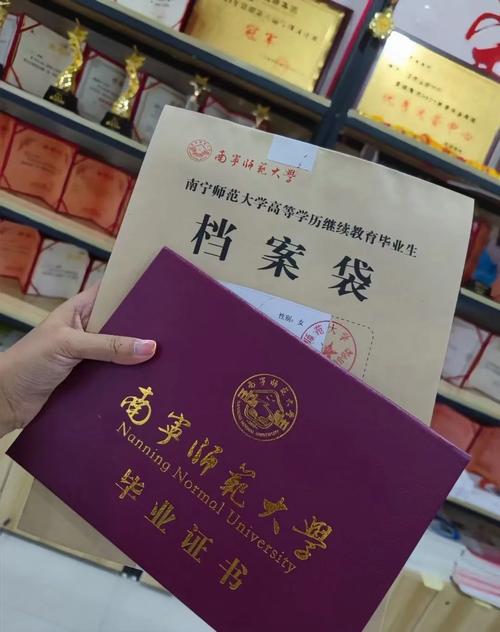 冠军
南宁师范大学
南宁师范大学高等学历继续教育毕业生
档案袋
性别：女
南宁师范大学
Nanning Normal University
毕业证书